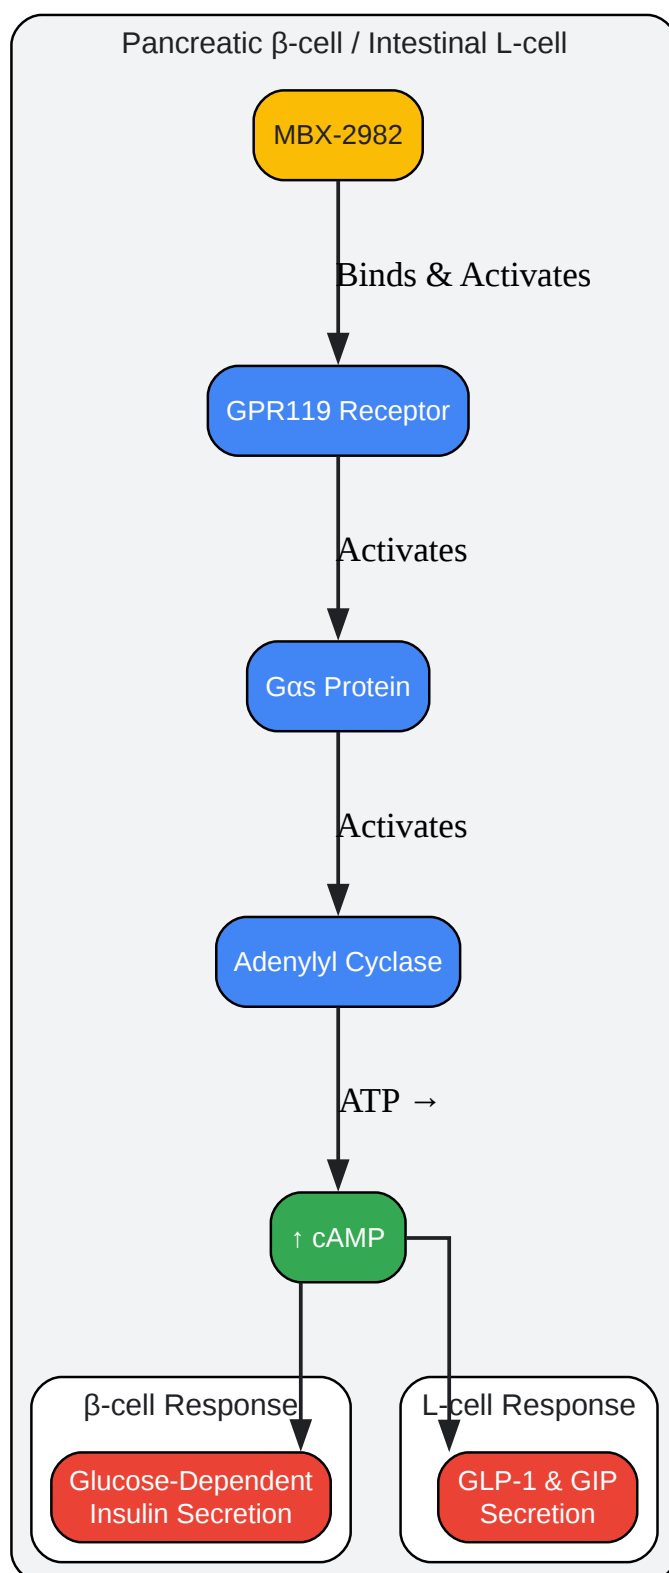 Pancreatic β-cell / Intestinal L-cell
MBX-2982
Binds & Activates
GPR119 Receptor
Activates
Gαs Protein
Activates
Adenylyl Cyclase
ATP →
↑ cAMP
β-cell Response
Glucose-Dependent
Insulin Secretion
L-cell Response
GLP-1 & GIP
Secretion